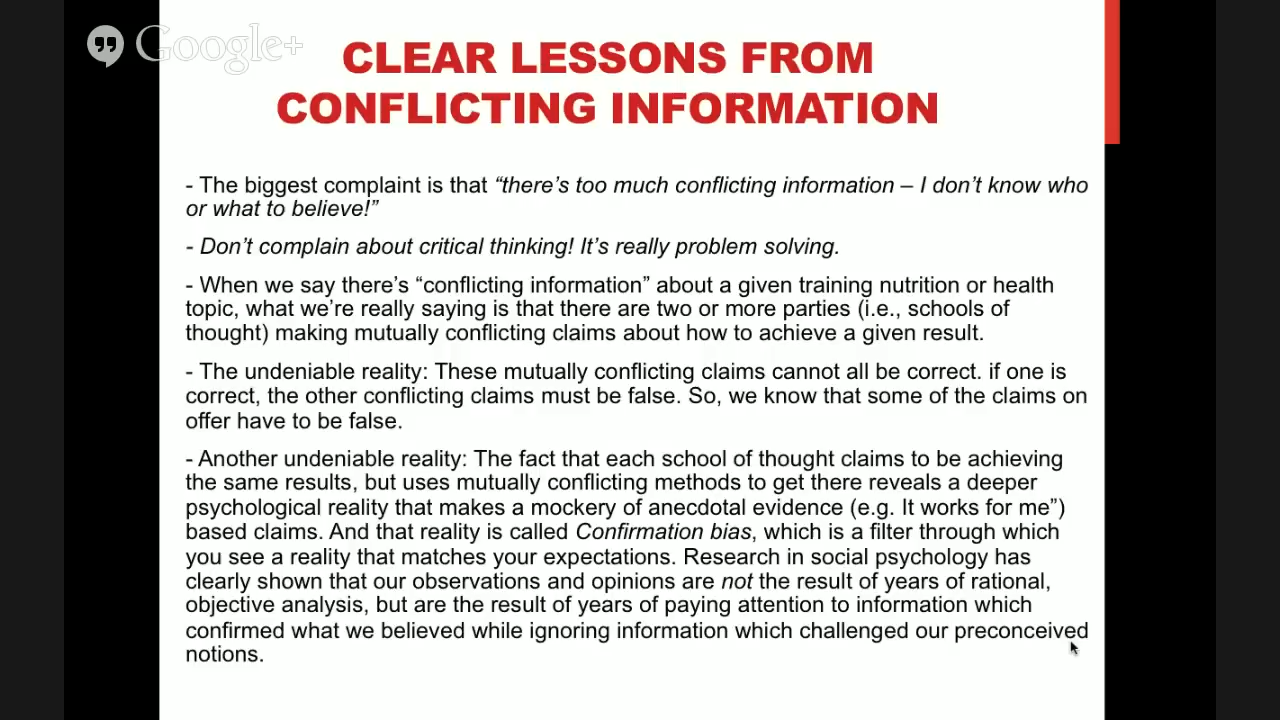 Google+
CLEAR LESSONS FROM
CONFLICTING INFORMATION
- The biggest complaint is that “there’s too much conflicting information – I don’t know who
or what to believe!”
- Don’t complain about critical thinking! It’s really problem solving.
- When we say there’s “conflicting information” about a given training nutrition or health
topic, what we’re really saying is that there are two or more parties (i.e., schools of
thought) making mutually conflicting claims about how to achieve a given result.
- The undeniable reality: These mutually conflicting claims cannot all be correct. if one is
correct, the other conflicting claims must be false. So, we know that some of the claims on
offer have to be false.
- Another undeniable reality: The fact that each school of thought claims to be achieving
the same results, but uses mutually conflicting methods to get there reveals a deeper
psychological reality that makes a mockery of anecdotal evidence (e.g. It works for me”)
based claims. And that reality is called Confirmation bias, which is a filter through which
you see a reality that matches your expectations. Research in social psychology has
clearly shown that our observations and opinions are not the result of years of rational,
objective analysis, but are the result of years of paying attention to information which
confirmed what we believed while ignoring information which challenged our preconceived
notions.